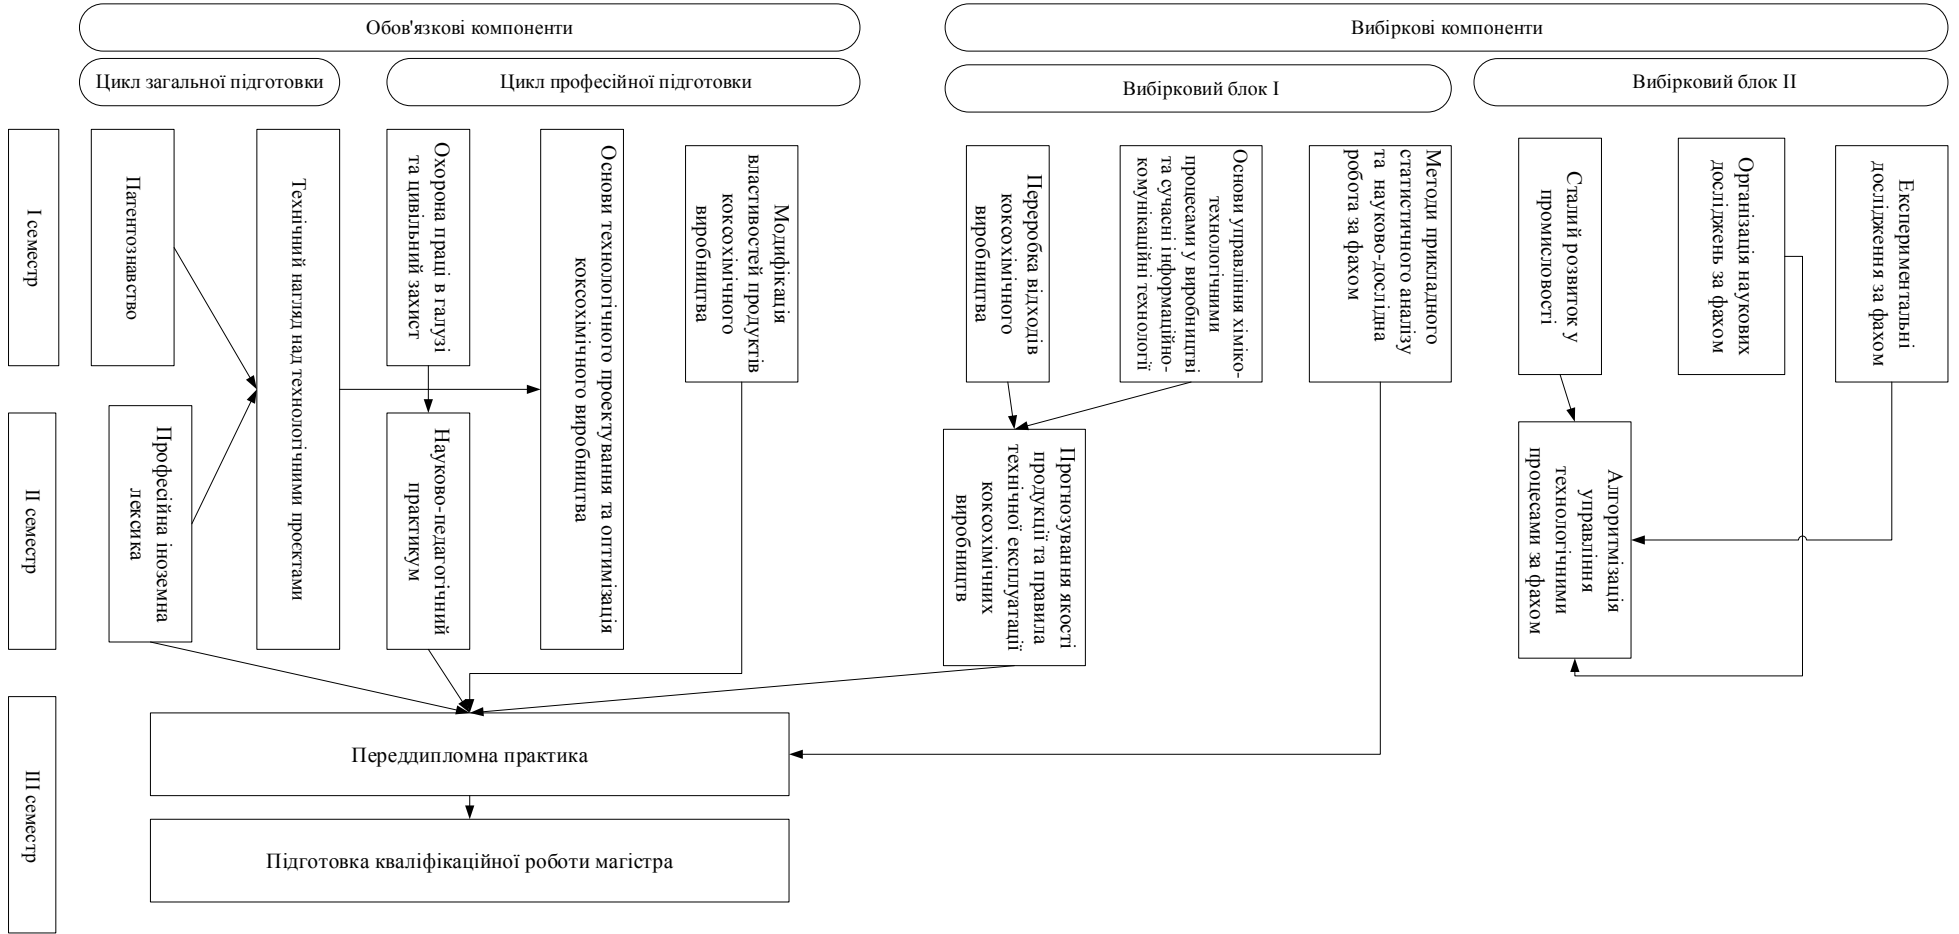 Обов'язкові компоненти
Вибіркові компоненти
Цикл загальної підготовки
Цикл професійної підготовки
Вибірковий блок I
Вибірковий блок II
I семестр
Патентознавство
Технічний нагляд над технологічними проєктами
Охорона праці в галузі
та цивільний захист
Основи технологічного проектування та оптимізація
коксохімічного виробництва
Модифікація
властивостей продуктів
коксохімічного
виробництва
Переробка відходів
коксохімічного
виробництва
Основи управління хіміко-
технологічними
процесами у виробництві
та сучасні інформаційно-
комунікаційні технології
Методи прикладного
статистичного аналізу
та науково-дослідна
робота за фахом
Сталий розвиток у
промисловості
Організація наукових
досліджень за фахом
Експериментальні
дослідження за фахом
II семестр
Професійна іноземна
лексика
Науково-педагогічний
практикум
Прогнозування якості
продукції та правила
технічної експлуатації
коксохімічних
виробництв
Алгоритмізація
управління
технологічними
процесами за фахом
III семестр
Переддипломна практика
Підготовка кваліфікаційної роботи магістра